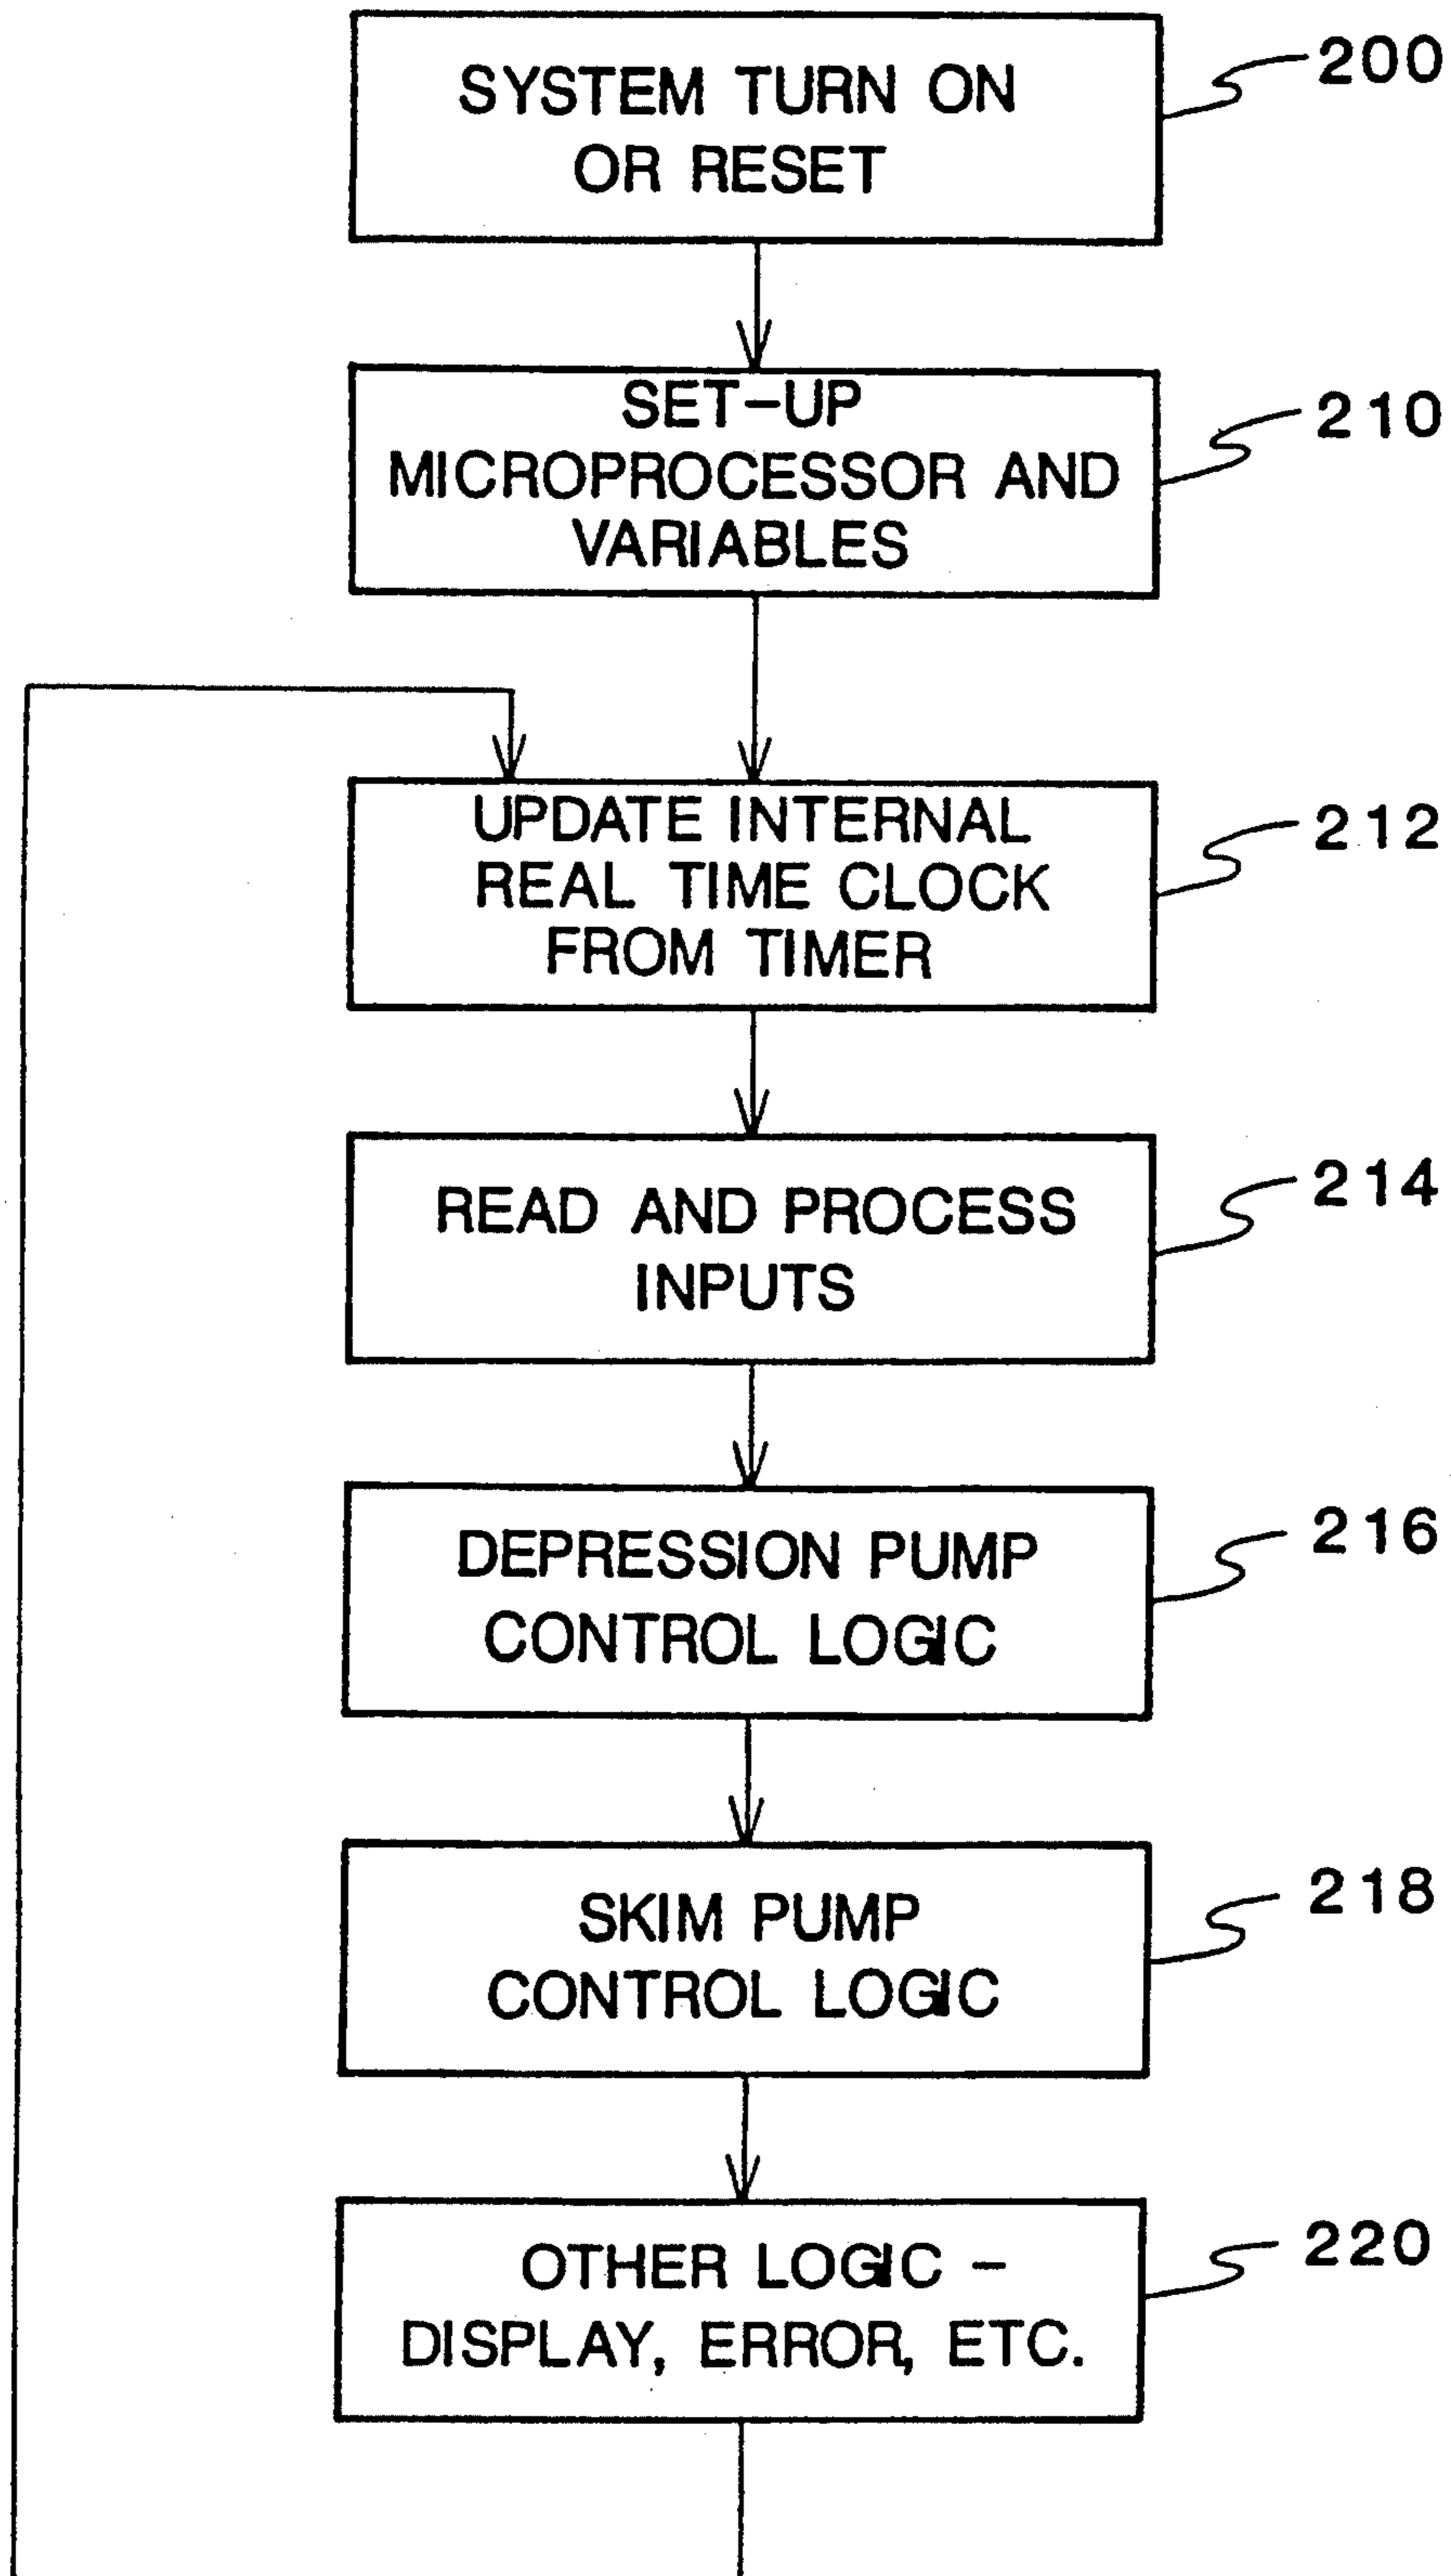 SYSTEM TURN ON
OR RESET
200
SET-UP
MICROPROCESSOR AND
VARIABLES
210
UPDATE INTERNAL
REAL TIME CLOCK
FROM TIMER
212
READ AND PROCESS
INPUTS
214
DEPRESSION PUMP
CONTROL LOGIC
216
SKIM PUMP
CONTROL LOGIC
218
OTHER LOGIC -
DISPLAY, ERROR, ETC.
220